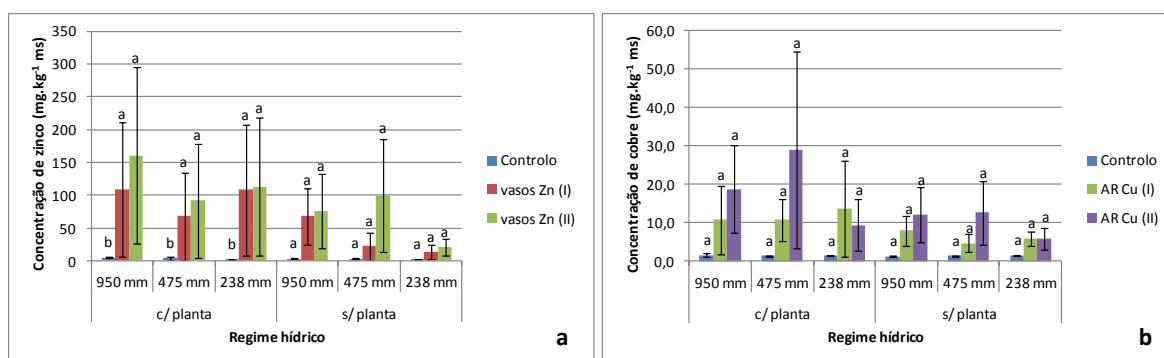 Concentração de zinco (mg.kg⁻¹ ms)
350
300
250
200
150
100
50
0
b a a b a a b a a a a a a a a a a a
950 mm 475 mm 238 mm 950 mm 475 mm 238 mm
c/ planta s/ planta
Regime hídrico
Controlo
vasos Zn (I)
vasos Zn (II)
a
Concentração de cobre (mg.kg⁻¹ ms)
60,0
50,0
40,0
30,0
20,0
10,0
0,0
a a a a a a a a a a a a a a a a a a
950 mm 475 mm 238 mm 950 mm 475 mm 238 mm
c/ planta s/ planta
Regime hídrico
Controlo
AR Cu (I)
AR Cu (II)
b